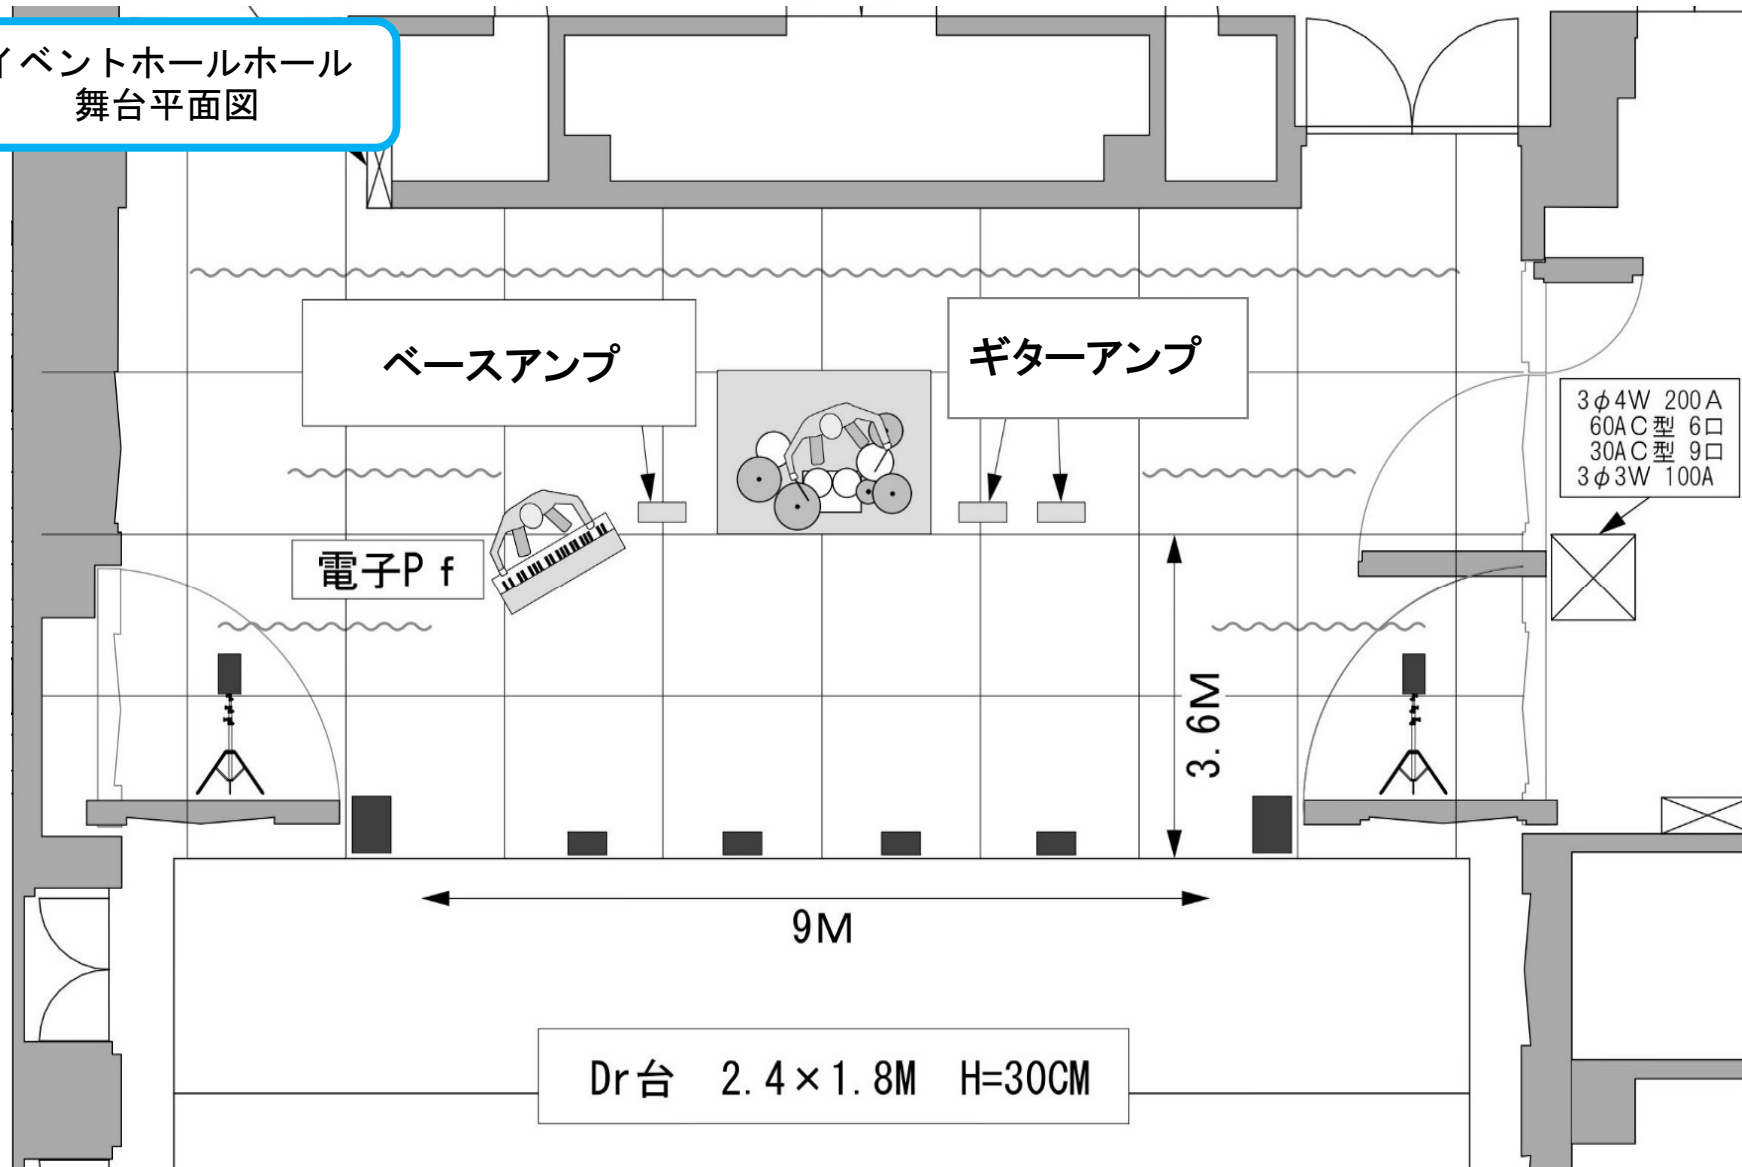 イベントホールホール
舞台平面図
ベースアンプ
ギターアンプ
3φ4W 200A
60AC型 6口
30AC型 9口
3φ3W 100A
電子Pf
3.6M
9M
Dr台 2.4×1.8M H=30CM